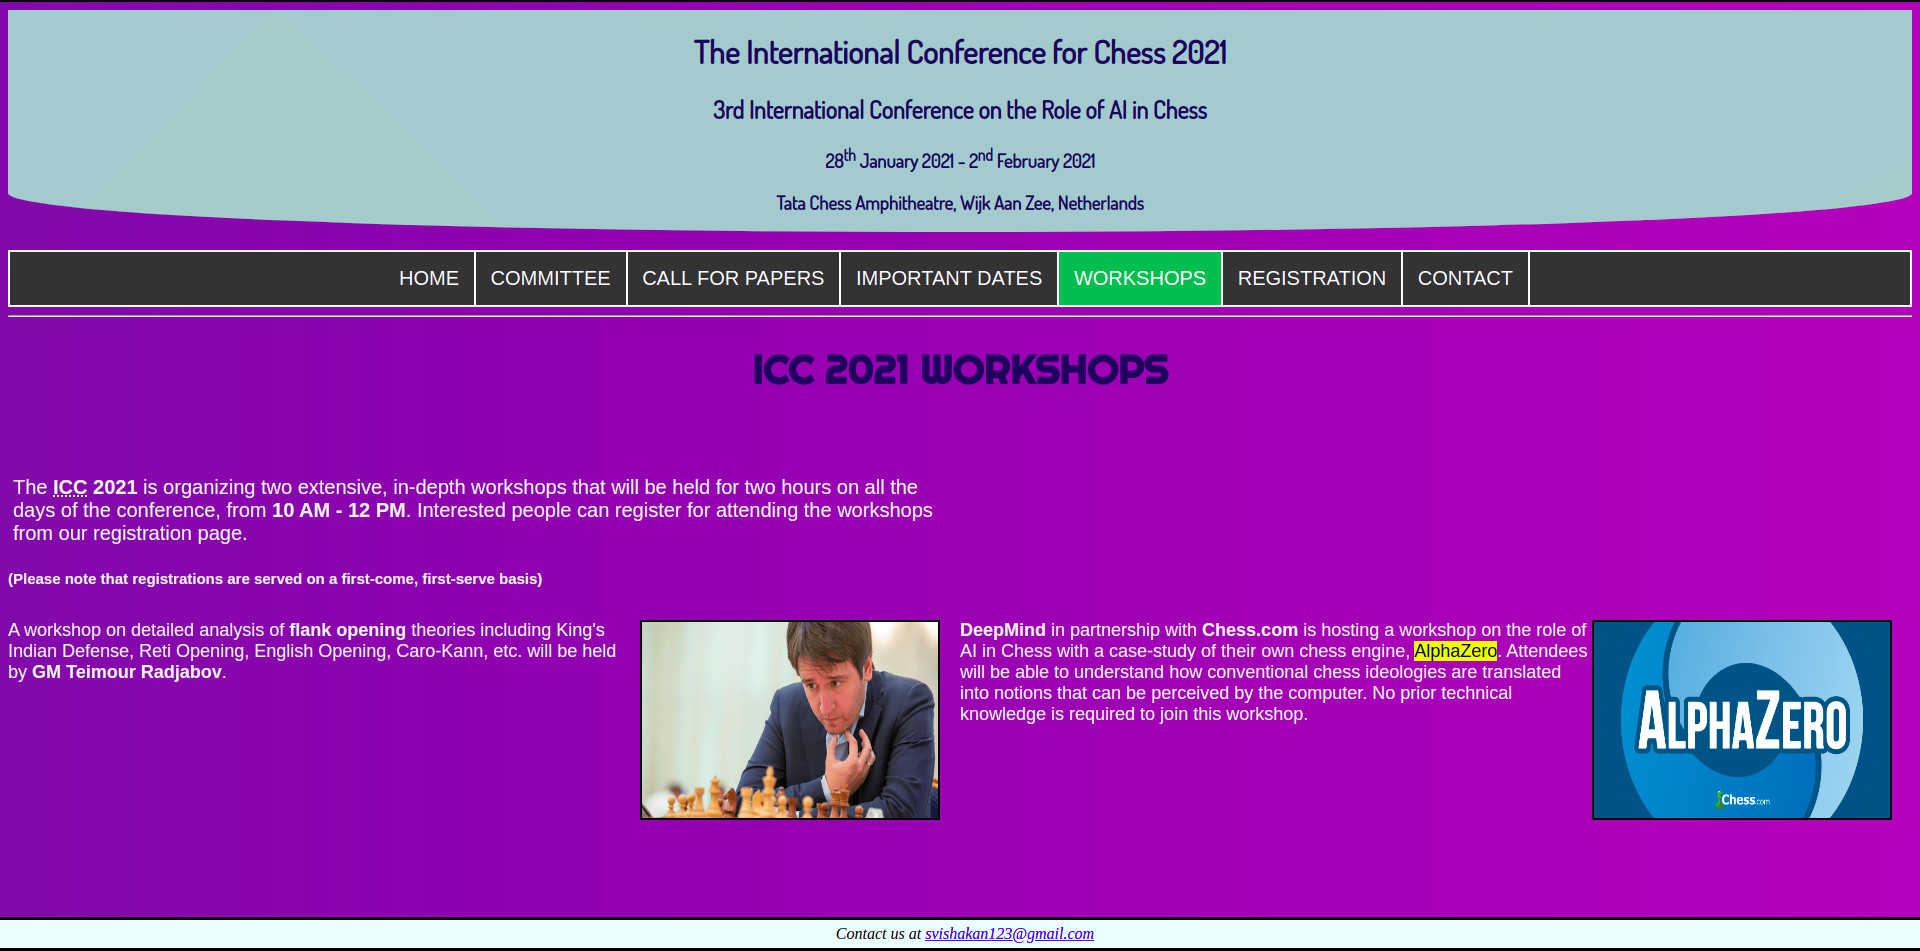 The International Conference for Chess 2021
3rd International Conference on the Role of AI in Chess
28th January 2021 - 2nd February 2021
Tata Chess Amphitheatre, Wijk Aan Zee, Netherlands
HOME COMMITTEE CALL FOR PAPERS IMPORTANT DATES WORKSHOPS REGISTRATION CONTACT
ICC 2021 WORKSHOPS
The ICC 2021 is organizing two extensive, in-depth workshops that will be held for two hours on all the
days of the conference, from 10 AM - 12 PM. Interested people can register for attending the workshops
from our registration page.
(Please note that registrations are served on a first-come, first-serve basis)
A workshop on detailed analysis of flank opening theories including King's
Indian Defense, Reti Opening, English Opening, Caro-Kann, etc. will be held
by GM Teimour Radjabov.
DeepMind in partnership with Chess.com is hosting a workshop on the role of
AI in Chess with a case-study of their own chess engine, AlphaZero. Attendees
will be able to understand how conventional chess ideologies are translated
into notions that can be perceived by the computer. No prior technical
knowledge is required to join this workshop.
ALPHAZERO
Chess.com
Contact us at svishakan123@gmail.com